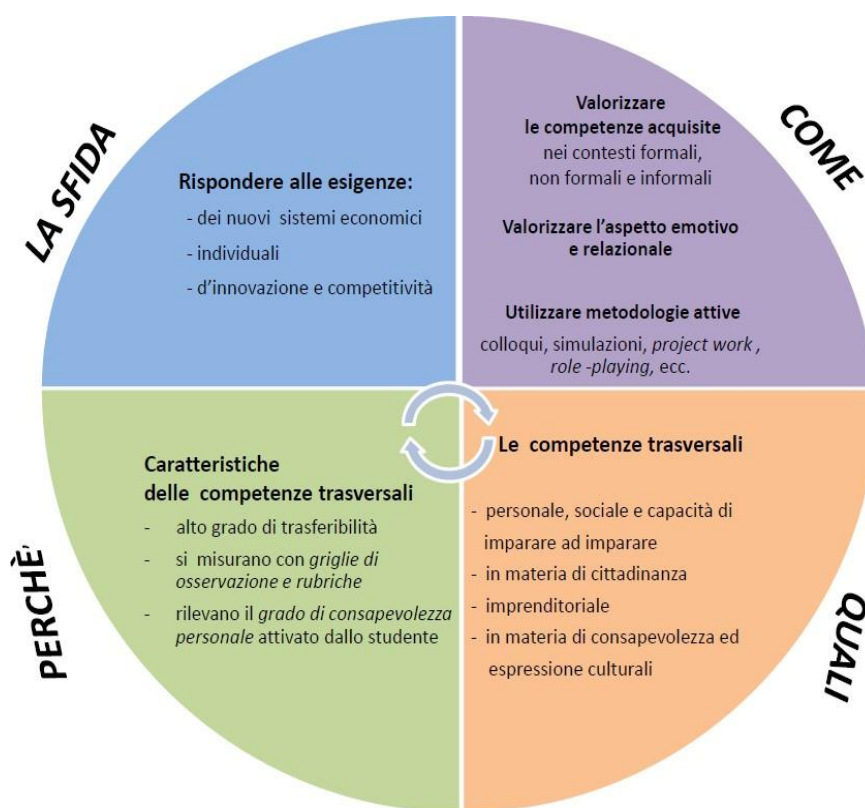 LA SFIDA
Rispondere alle esigenze:
- dei nuovi sistemi economici
- individuali
- d’innovazione e competitività
COME
Valorizzare
le competenze acquisite
nei contesti formali,
non formali e informali
Valorizzare l’aspetto emotivo
e relazionale
Utilizzare metodologie attive
colloqui, simulazioni, project work ,
role -playing, ecc.
PERCHÈ
Caratteristiche
delle competenze trasversali
- alto grado di trasferibilità
- si misurano con griglie di
osservazione e rubriche
- rilevano il grado di consapevolezza
personale attivato dallo studente
QUALI
Le competenze trasversali
- personale, sociale e capacità di
imparare ad imparare
- in materia di cittadinanza
- imprenditoriale
- in materia di consapevolezza ed
espressione culturali